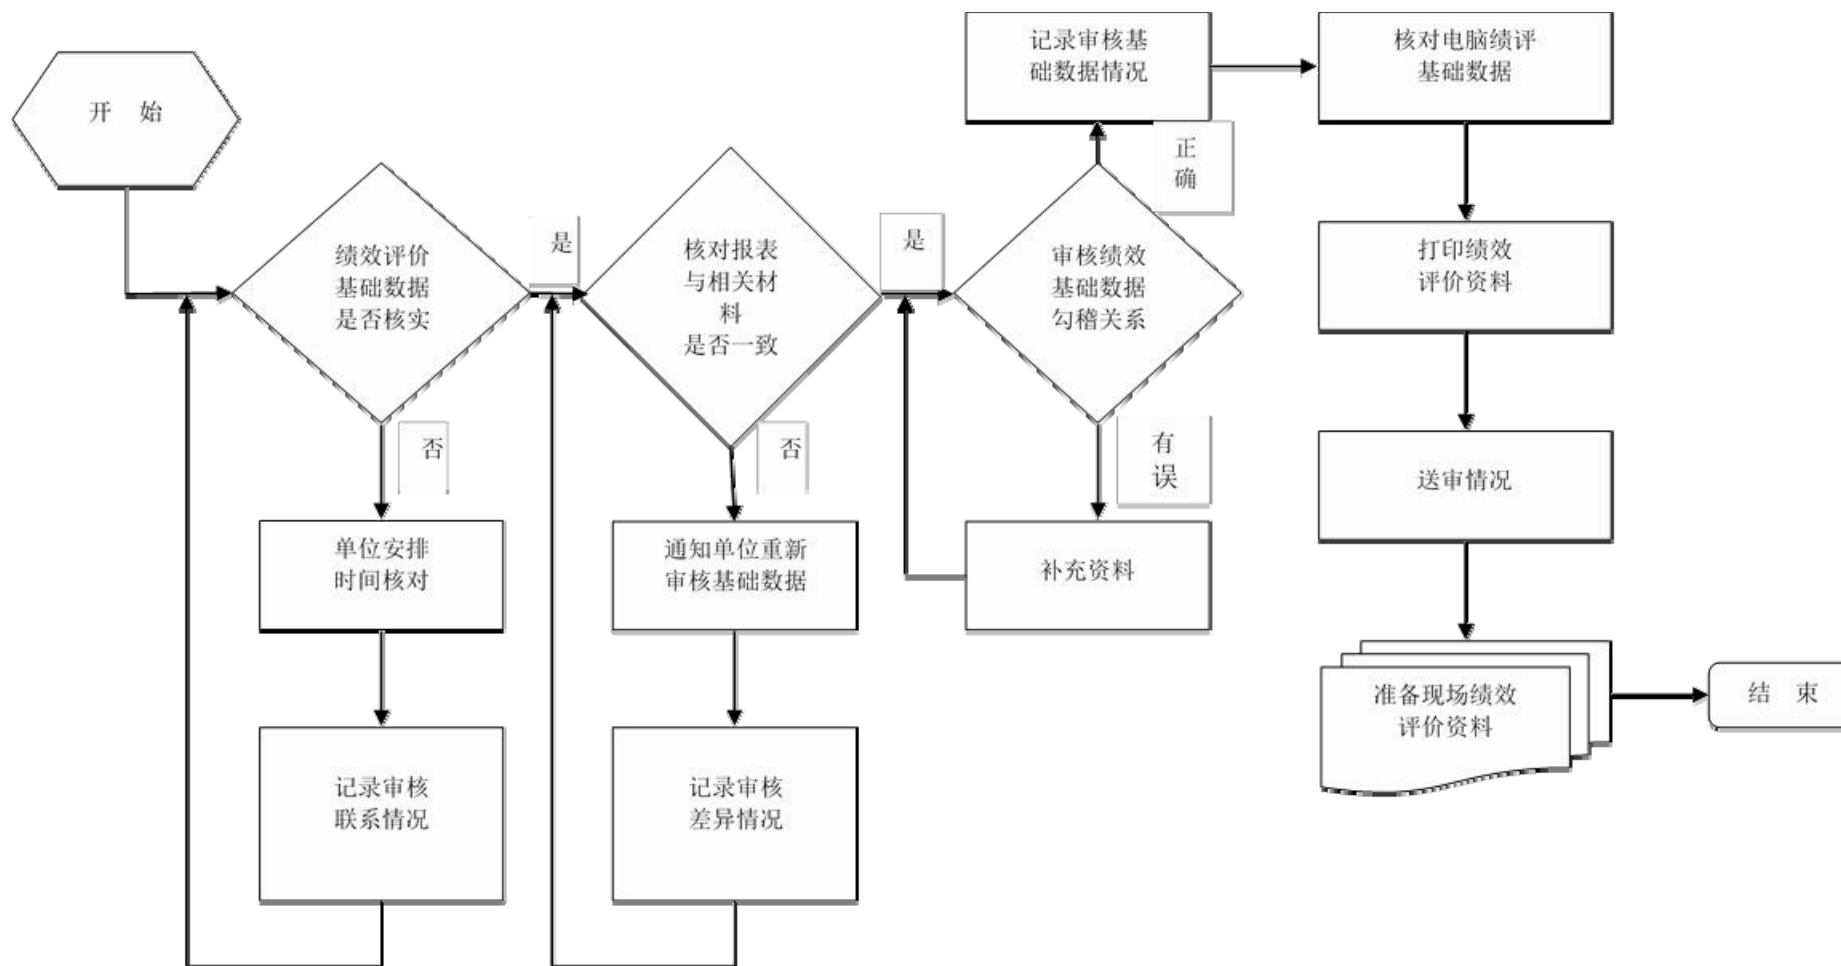 开 始
绩效评价
基础数据
是否核实
是
否
单位安排
时间核对
记录审核
联系情况
核对报表
与相关材
料
是否一致
是
否
通知单位重新
审核基础数据
记录审核
差异情况
审核绩效
基础数据
勾稽关系
正
确
有
误
补充资料
记录审核基
础数据情况
核对电脑绩评
基础数据
打印绩效
评价资料
送审情况
准备现场绩效
评价资料
结 束